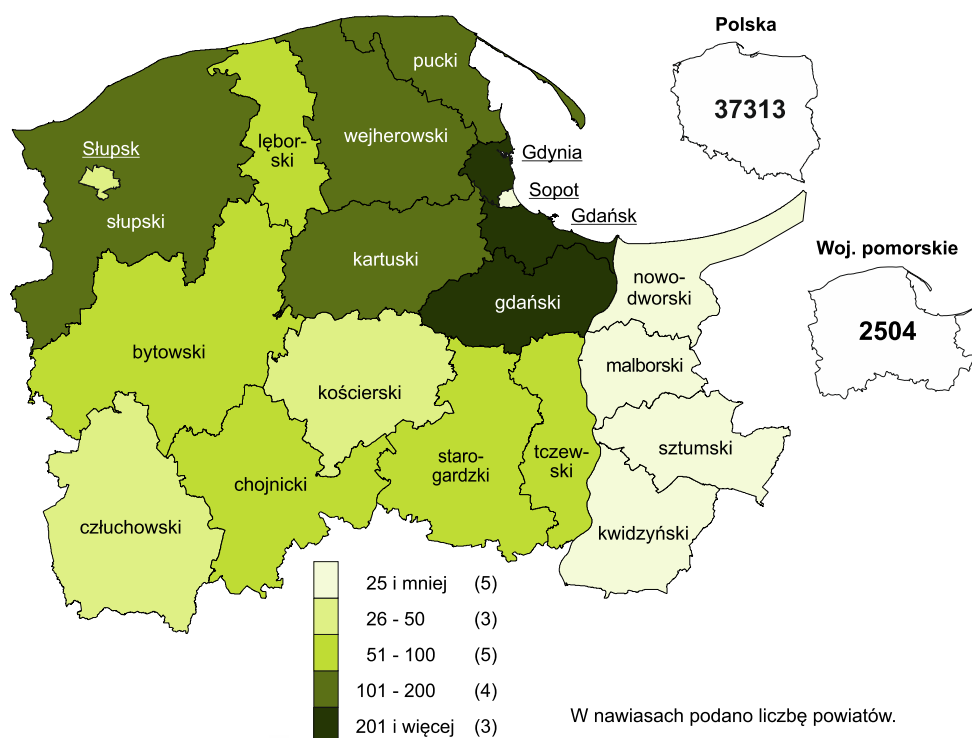 Polska
37313
pucki
Słupsk
lębor-
ski
wejherowski
Gdynia
Sopot
Gdańsk
słupski
kartuski
Woj. pomorskie
2504
nowo-
dworski
gdański
bytowski
malborski
kościerski
sztumski
staro-
gardzki
tczew-
ski
chojnicki
człuchowski
kwidzyński
25 i mniej (5)
26 - 50 (3)
51 - 100 (5)
101 - 200 (4)
201 i więcej (3)
W nawiasach podano liczbę powiatów.